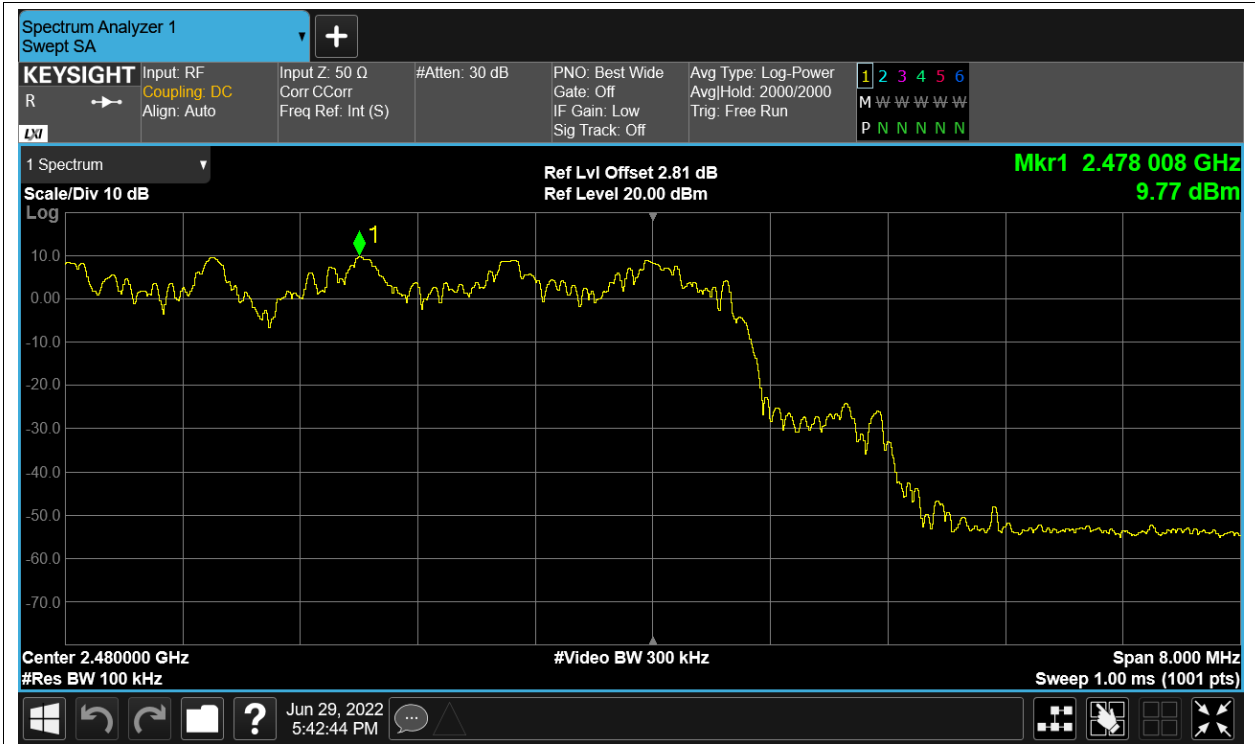 Spectrum Analyzer 1
Swept SA
+
KEYSIGHT
R
LXI
Input: RF
Coupling: DC
Align: Auto
Input Z: 50 Ω
Corr CCorr
Freq Ref: Int (S)
#Atten: 30 dB
PNO: Best Wide
Gate: Off
IF Gain: Low
Sig Track: Off
Avg Type: Log-Power
Avg|Hold: 2000/2000
Trig: Free Run
1 2 3 4 5 6
M W W W W W
P N N N N N
1 Spectrum
Scale/Div 10 dB
Log
Ref Lvl Offset 2.81 dB
Ref Level 20.00 dBm
Mkr1 2.478 008 GHz
9.77 dBm
1
10.0
0.00
-10.0
-20.0
-30.0
-40.0
-50.0
-60.0
-70.0
Center 2.480000 GHz
#Video BW 300 kHz
Span 8.000 MHz
#Res BW 100 kHz
Sweep 1.00 ms (1001 pts)
?
Jun 29, 2022
5:42:44 PM